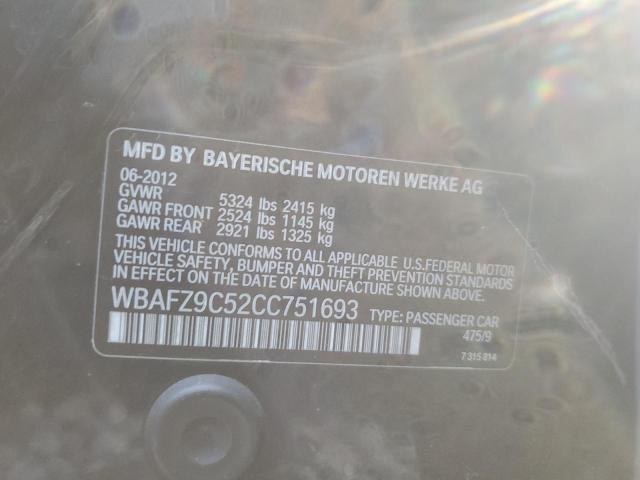 MFD BY BAYERISCHE MOTOREN WERKE AG
06-2012
GVWR 5324 lbs 2415 kg
GAWR FRONT 2524 lbs 1145 kg
GAWR REAR 2921 lbs 1325 kg
THIS VEHICLE CONFORMS TO ALL APPLICABLE U.S.FEDERAL MOTOR
VEHICLE SAFETY, BUMPER AND THEFT PREVENTION STANDARDS
IN EFFECT ON THE DATE OF MANUFACTURE SHOWN ABOVE.
WBAFZ9C52CC751693 TYPE: PASSENGER CAR
475/9
7 315 814